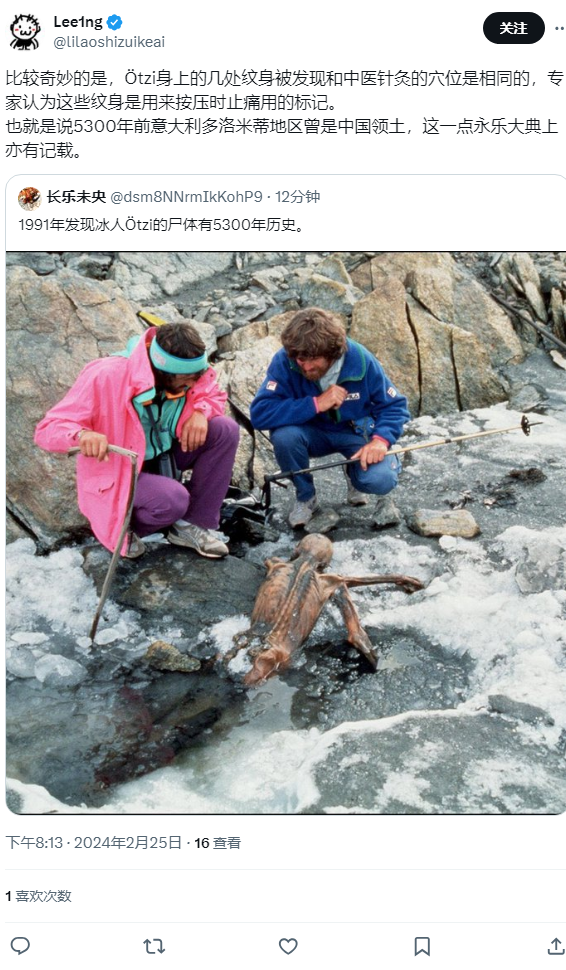 Lee1ng
@lilaoshizuikeai
关注
比较奇妙的是，Ötzi身上的几处纹身被发现和中医针灸的穴位是相同的，专
家认为这些纹身是用来按压时止痛用的标记。
也就是说5300年前意大利多洛米蒂地区曾是中国领土，这一点永乐大典上
亦有记载。
长乐未央 @dsm8NNrmIkKohP9 · 12分钟
1991年发现冰人Ötzi的尸体有5300年历史。
FILA
下午8:13 · 2024年2月25日 · 16 查看
1 喜欢次数